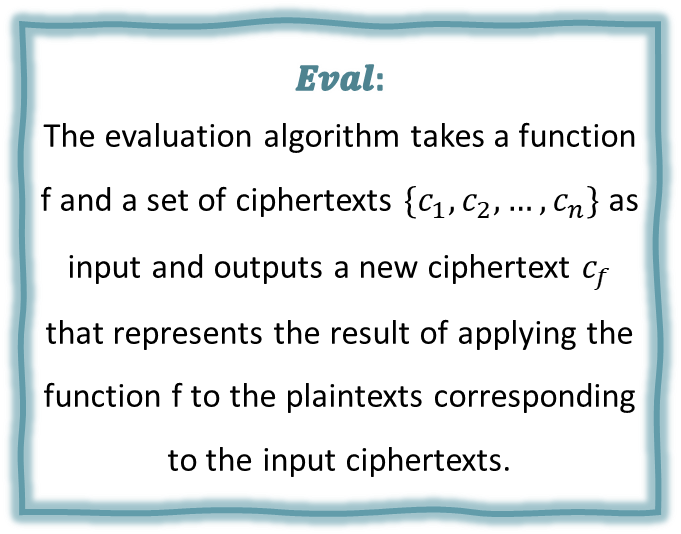 Eval:
The evaluation algorithm takes a function
f and a set of ciphertexts {c₁, c₂, … , cₙ} as
input and outputs a new ciphertext c_f
that represents the result of applying the
function f to the plaintexts corresponding
to the input ciphertexts.